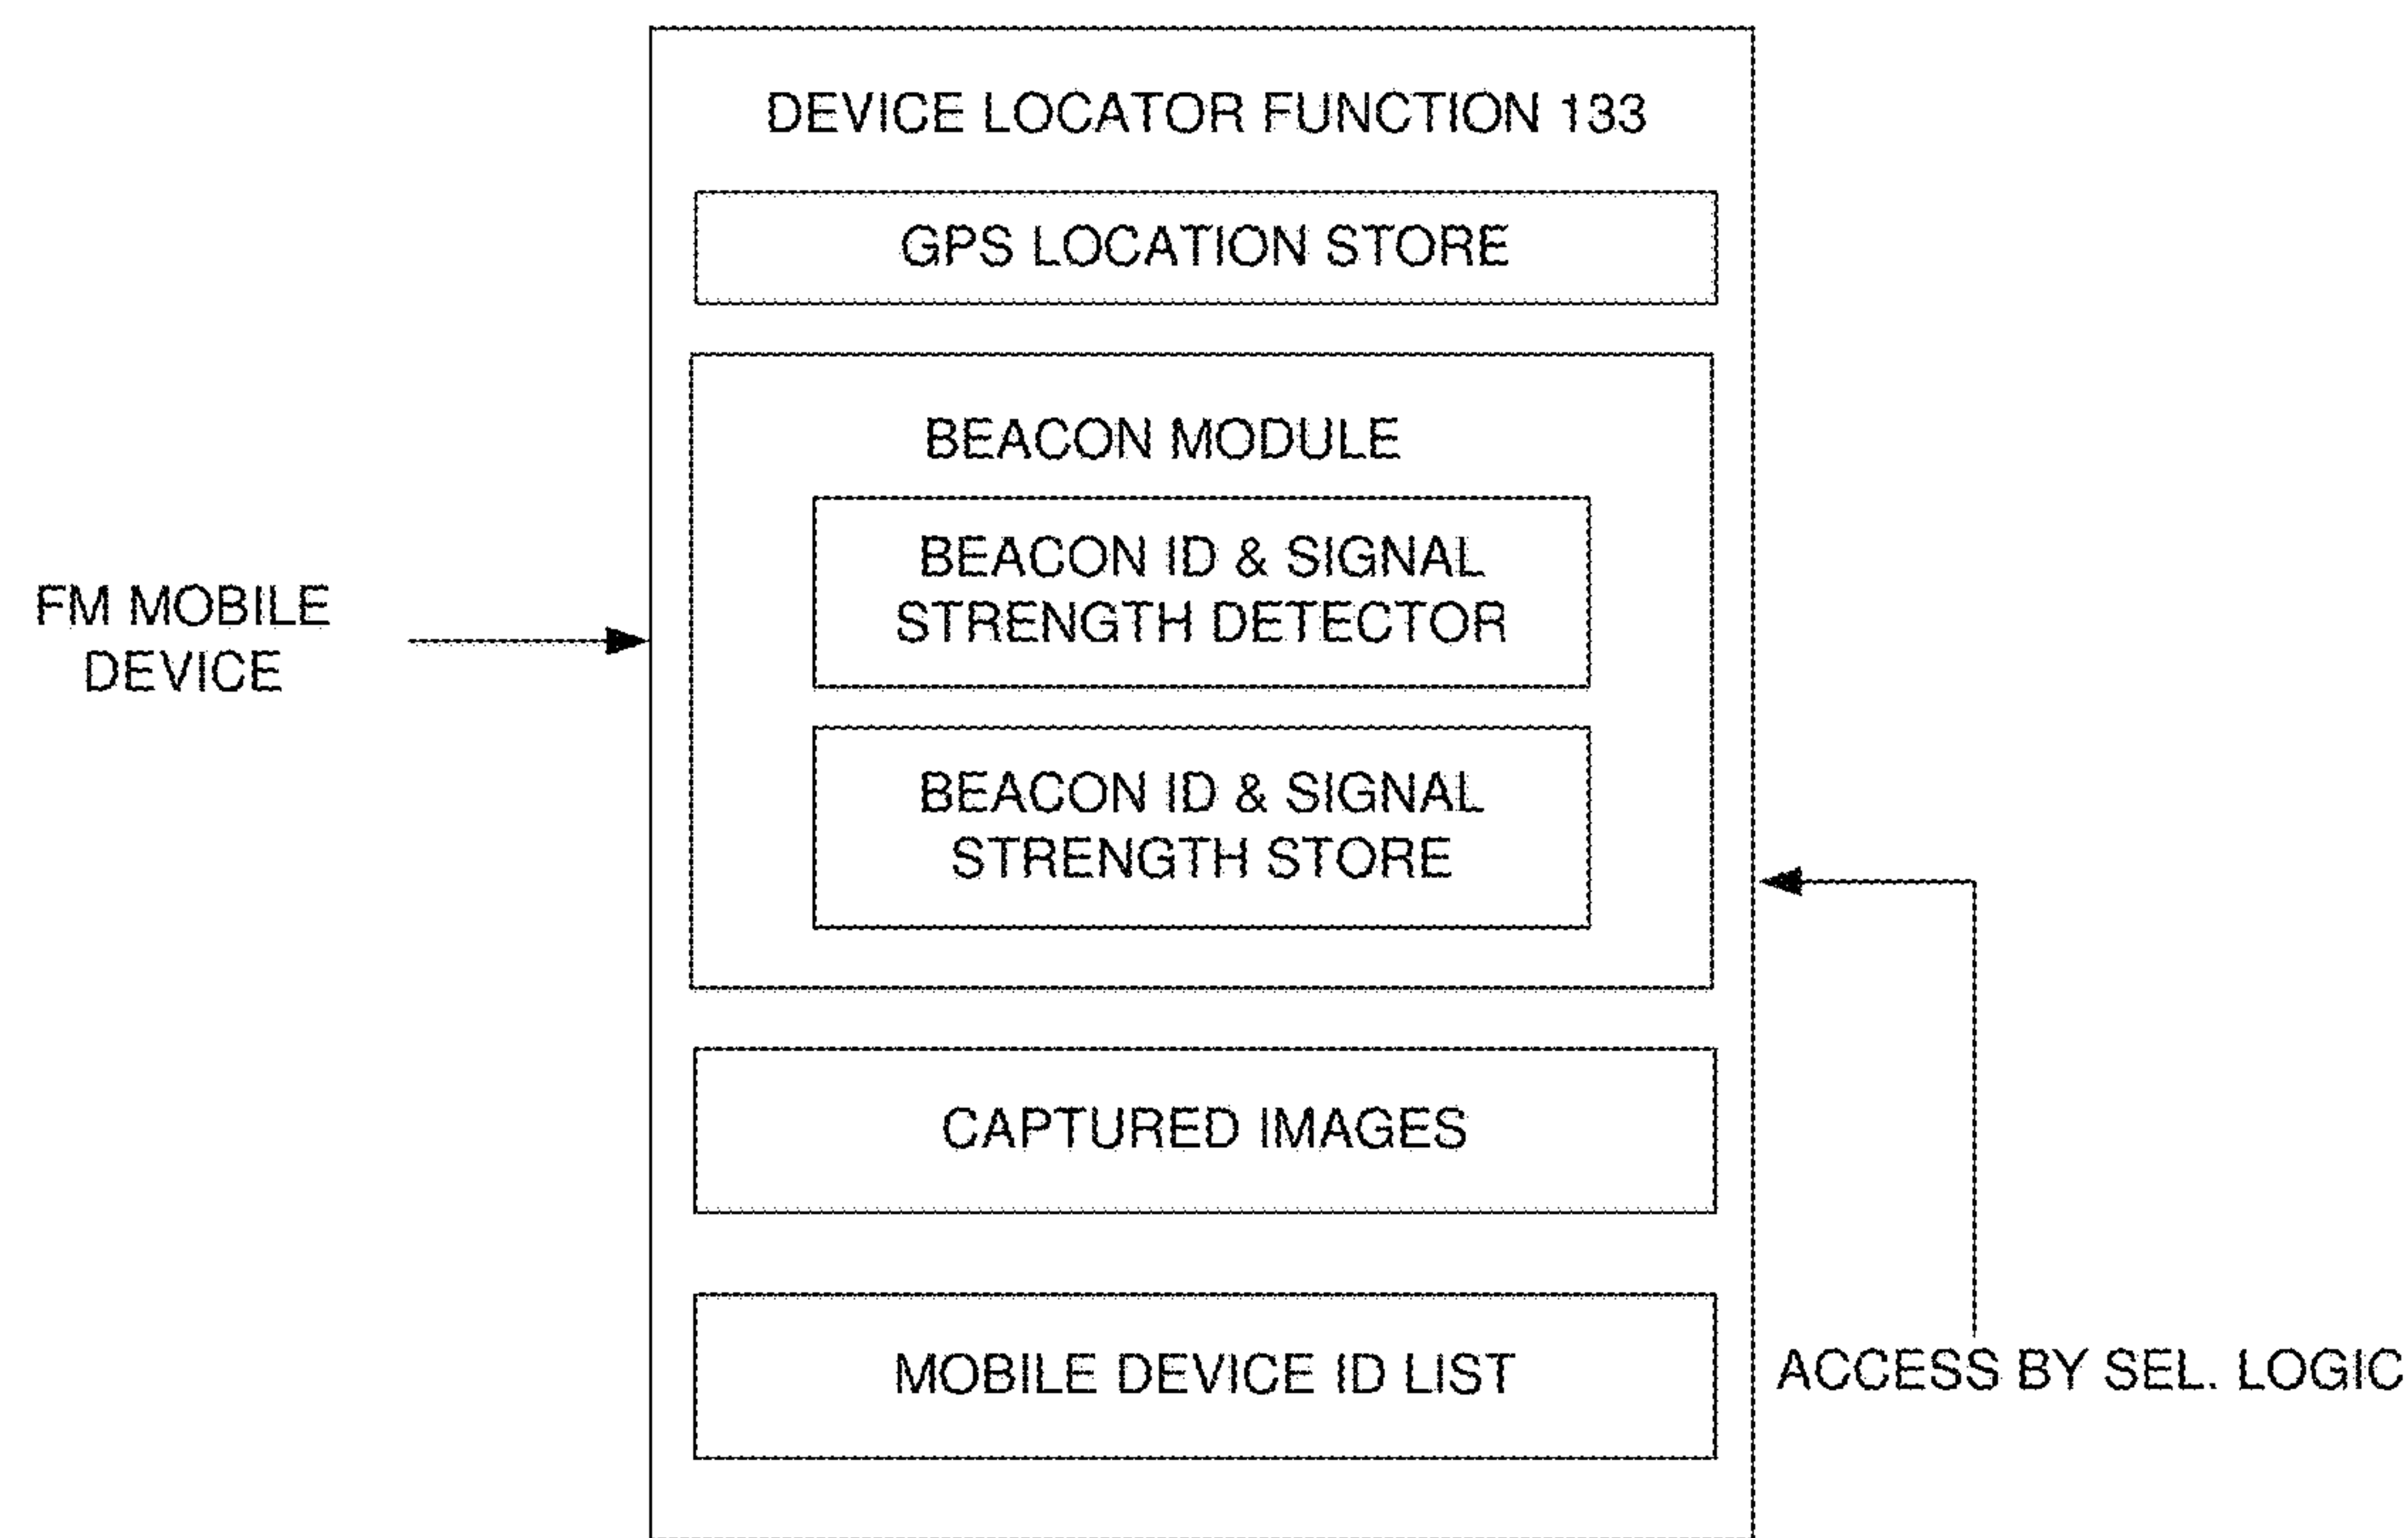 DEVICE LOCATOR FUNCTION 133
GPS LOCATION STORE
BEACON MODULE
BEACON ID & SIGNAL
STRENGTH DETECTOR
FM MOBILE
DEVICE
BEACON ID & SIGNAL
STRENGTH STORE
CAPTURED IMAGES
MOBILE DEVICE ID LIST
ACCESS BY SEL. LOGIC